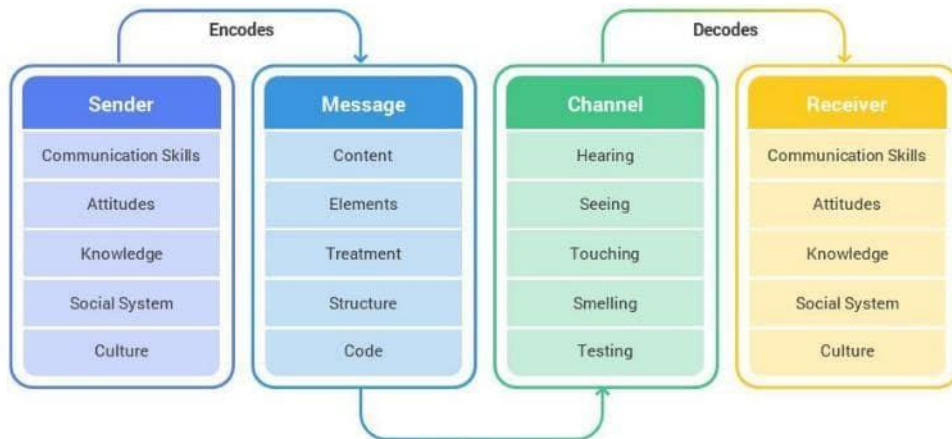 Encodes
Decodes
Sender
Communication Skills
Attitudes
Knowledge
Social System
Culture
Message
Content
Elements
Treatment
Structure
Code
Channel
Hearing
Seeing
Touching
Smelling
Testing
Receiver
Communication Skills
Attitudes
Knowledge
Social System
Culture